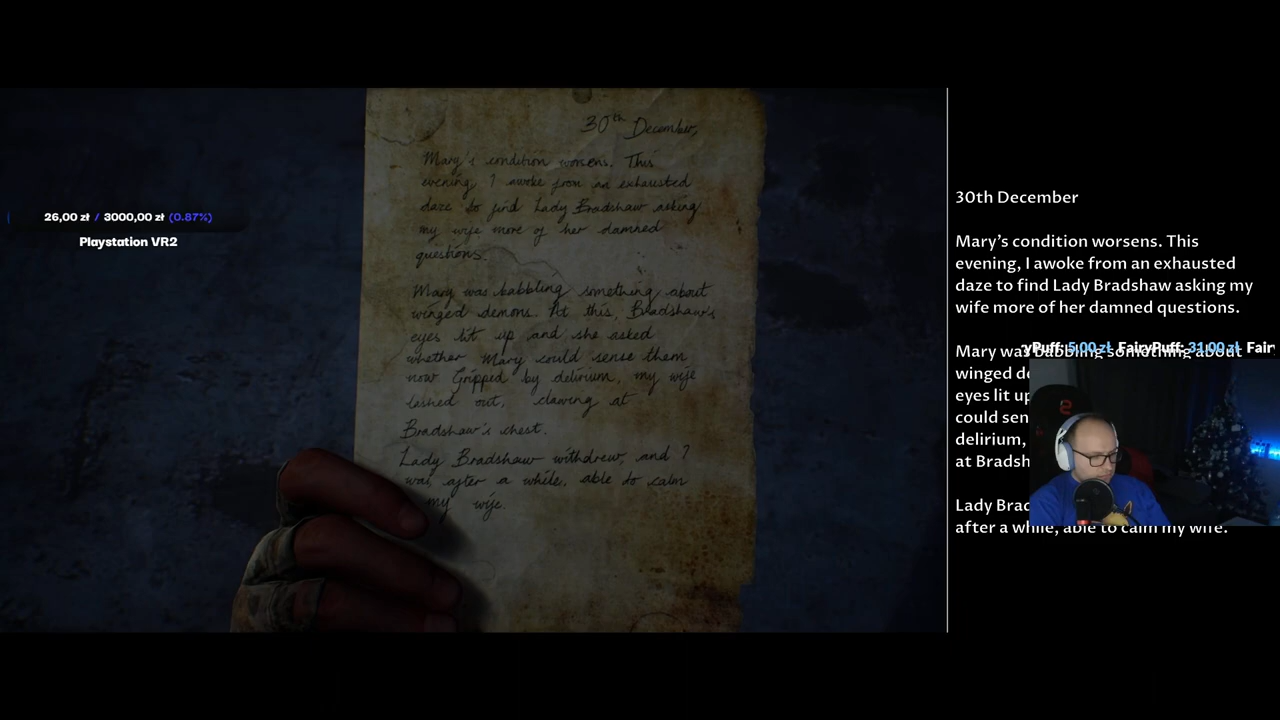 30th December,
Mary's condition worsens. This
evening, I awoke from an exhausted
daze to find Lady Bradshaw asking
my wife more of her damned
questions.
Mary was babbling something about
winged demons. At this, Bradshaw's
eyes lit up and she asked
whether Mary could sense them
now. Gripped by delirium, my wife
lashed out, clawing at
Bradshaw's chest.
Lady Bradshaw withdrew, and I
was, after a while, able to calm
my wife.
26,00 zł / 3000,00 zł (0.87%)
Playstation VR2
30th December
Mary's condition worsens. This
evening, I awoke from an exhausted
daze to find Lady Bradshaw asking my
wife more of her damned questions.
yPuff: 5,00 zł FairyPuff: 31,00 zł Fair
Mary was babbling something about
winged de
eyes lit up
could sen
delirium,
at Bradsh
Lady Brad
after a while, able to calm my wife.